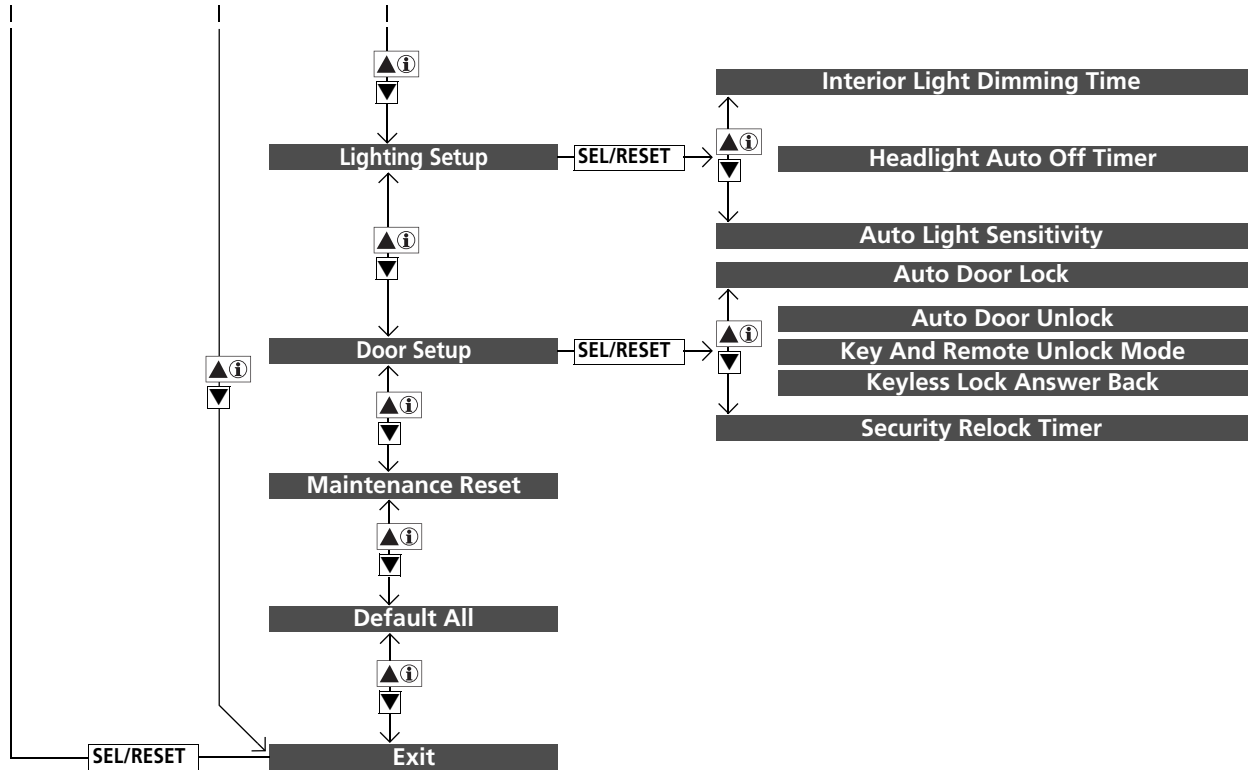 Interior Light Dimming Time
Lighting Setup
SEL/RESET
Headlight Auto Off Timer
Auto Light Sensitivity
Auto Door Lock
Auto Door Unlock
Door Setup
SEL/RESET
Key And Remote Unlock Mode
Keyless Lock Answer Back
Security Relock Timer
Maintenance Reset
Default All
SEL/RESET
Exit